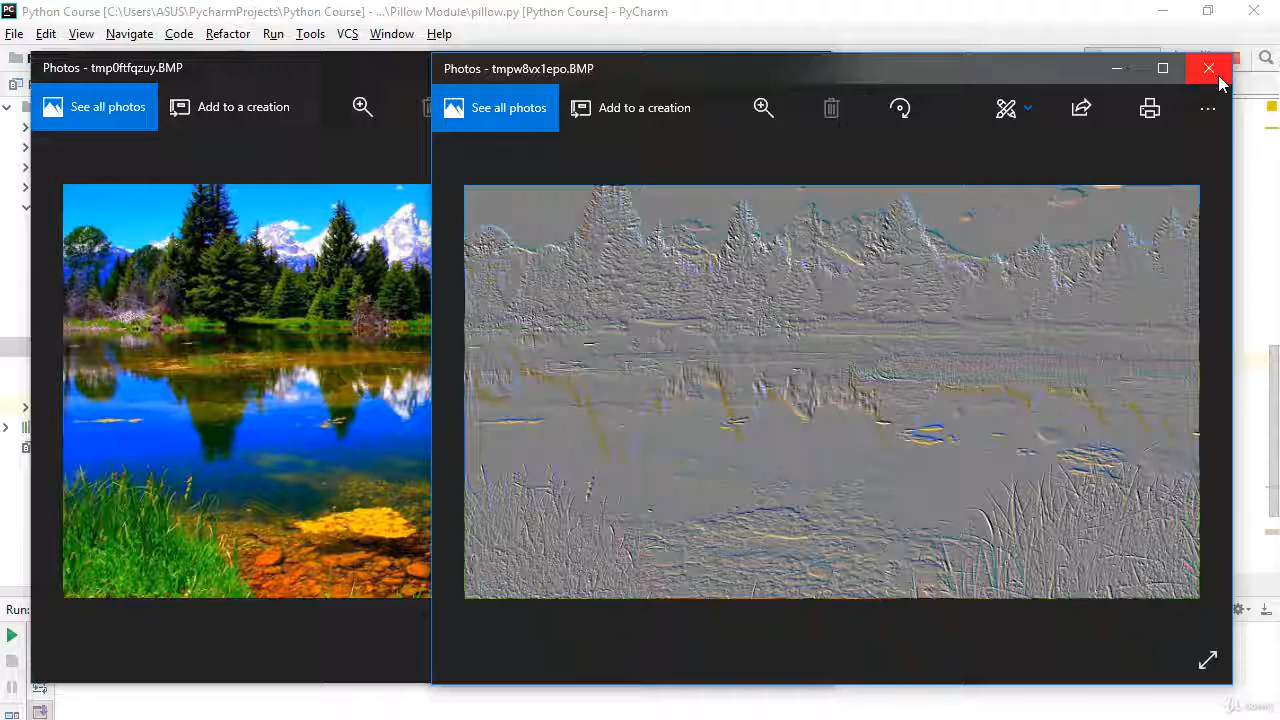 PC Python Course [C:\Users\ASUS\PycharmProjects\Python Course] - ...\Pillow Module\pillow.py [Python Course] - PyCharm
File Edit View Navigate Code Refactor Run Tools VCS Window Help
Photos - tmp0ftfqzuy.BMP
Photos - tmpw8vx1epo.BMP
See all photos Add to a creation
See all photos Add to a creation
Run: